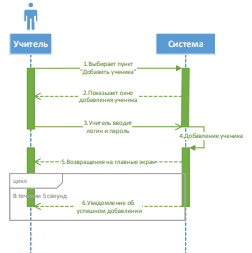 Учитель
Система
1.Выбирает пункт
"Добавить ученика"
2.Показывает окно
добавления ученика
3.Учитель вводит
логин и пароль
4.Добавление ученика
5.Возвращение на главные экран
цикл
В течение 5 секунд
6.Уведомление об
успешном добавлении